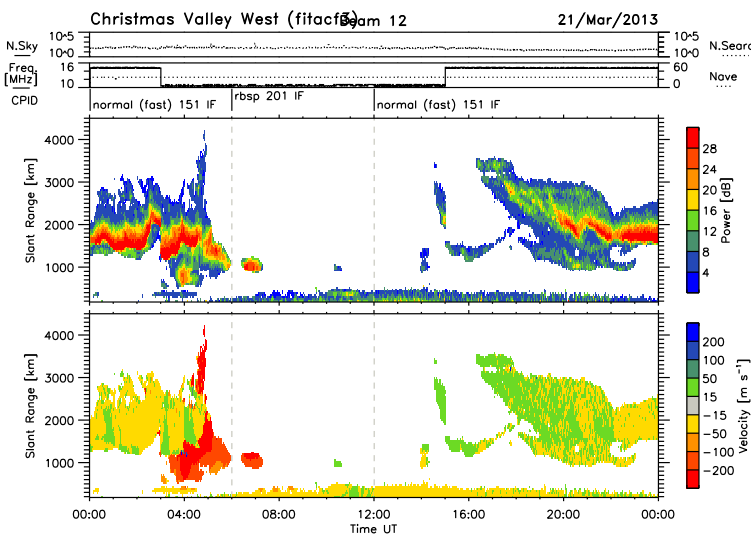 Christmas Valley West (fitacf3) Beam 12 21/Mar/2013
N.Sky 10^5 10^0 10^5 10^0 N.Searc
Freq. [MHz] 16 10 60 0 Nave
CPID normal (fast) 151 IF rbsp 201 IF normal (fast) 151 IF
Slant Range [km]
4000
3000
2000
1000
28
24
20
16
12
8
4
Power [dB]
Slant Range [km]
4000
3000
2000
1000
200
100
50
15
-15
-50
-100
-200
Velocity [m s⁻¹]
00:00 04:00 08:00 12:00 16:00 20:00 00:00
Time UT